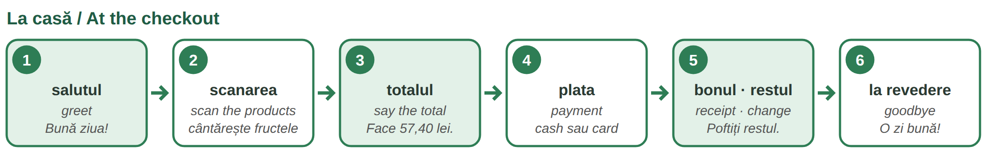 La casă / At the checkout
1
salutul
greet
Bună ziua!
2
scanarea
scan the products
cântărește fructele
3
totalul
say the total
Face 57,40 lei.
4
plata
payment
cash sau card
5
bonul · restul
receipt · change
Poftiți restul.
6
la revedere
goodbye
O zi bună!